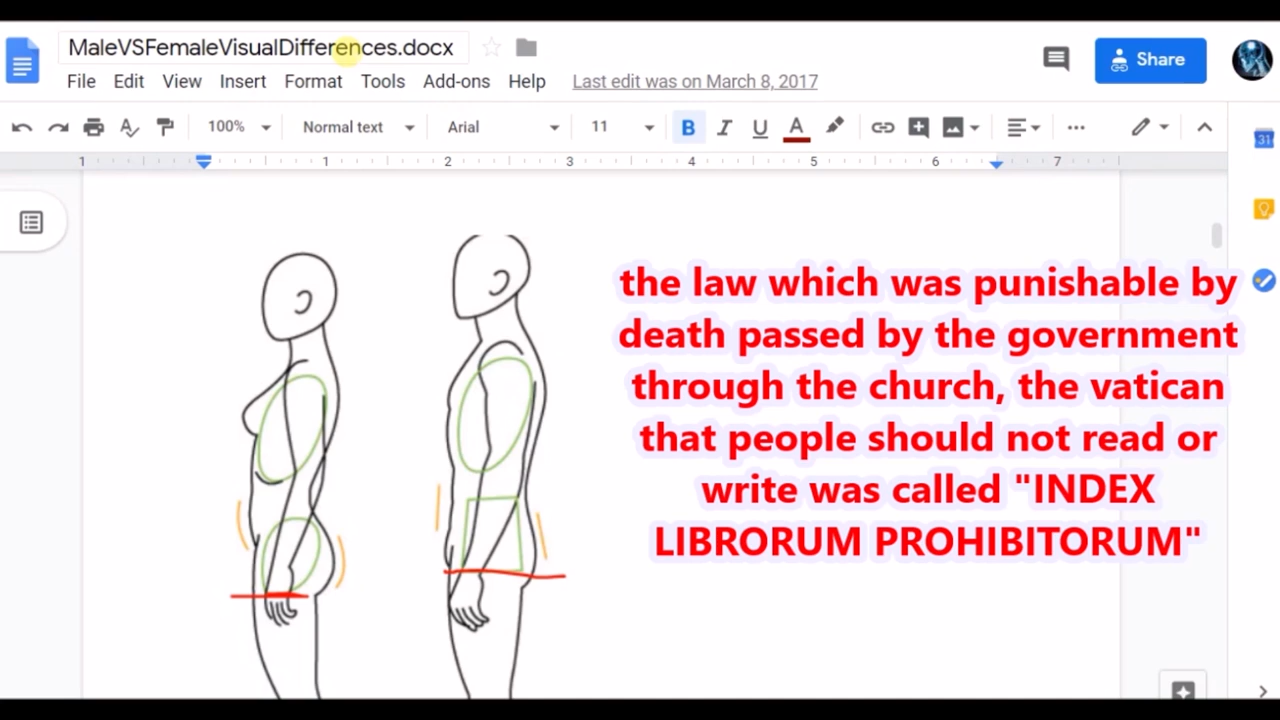 MaleVSFemaleVisualDifferences.docx
File Edit View Insert Format Tools Add-ons Help Last edit was on March 8, 2017
Share
100% Normal text Arial 11 B I U A
1 1 2 3 4 5 6 7
31
the law which was punishable by
death passed by the government
through the church, the vatican
that people should not read or
write was called "INDEX
LIBRORUM PROHIBITORUM"